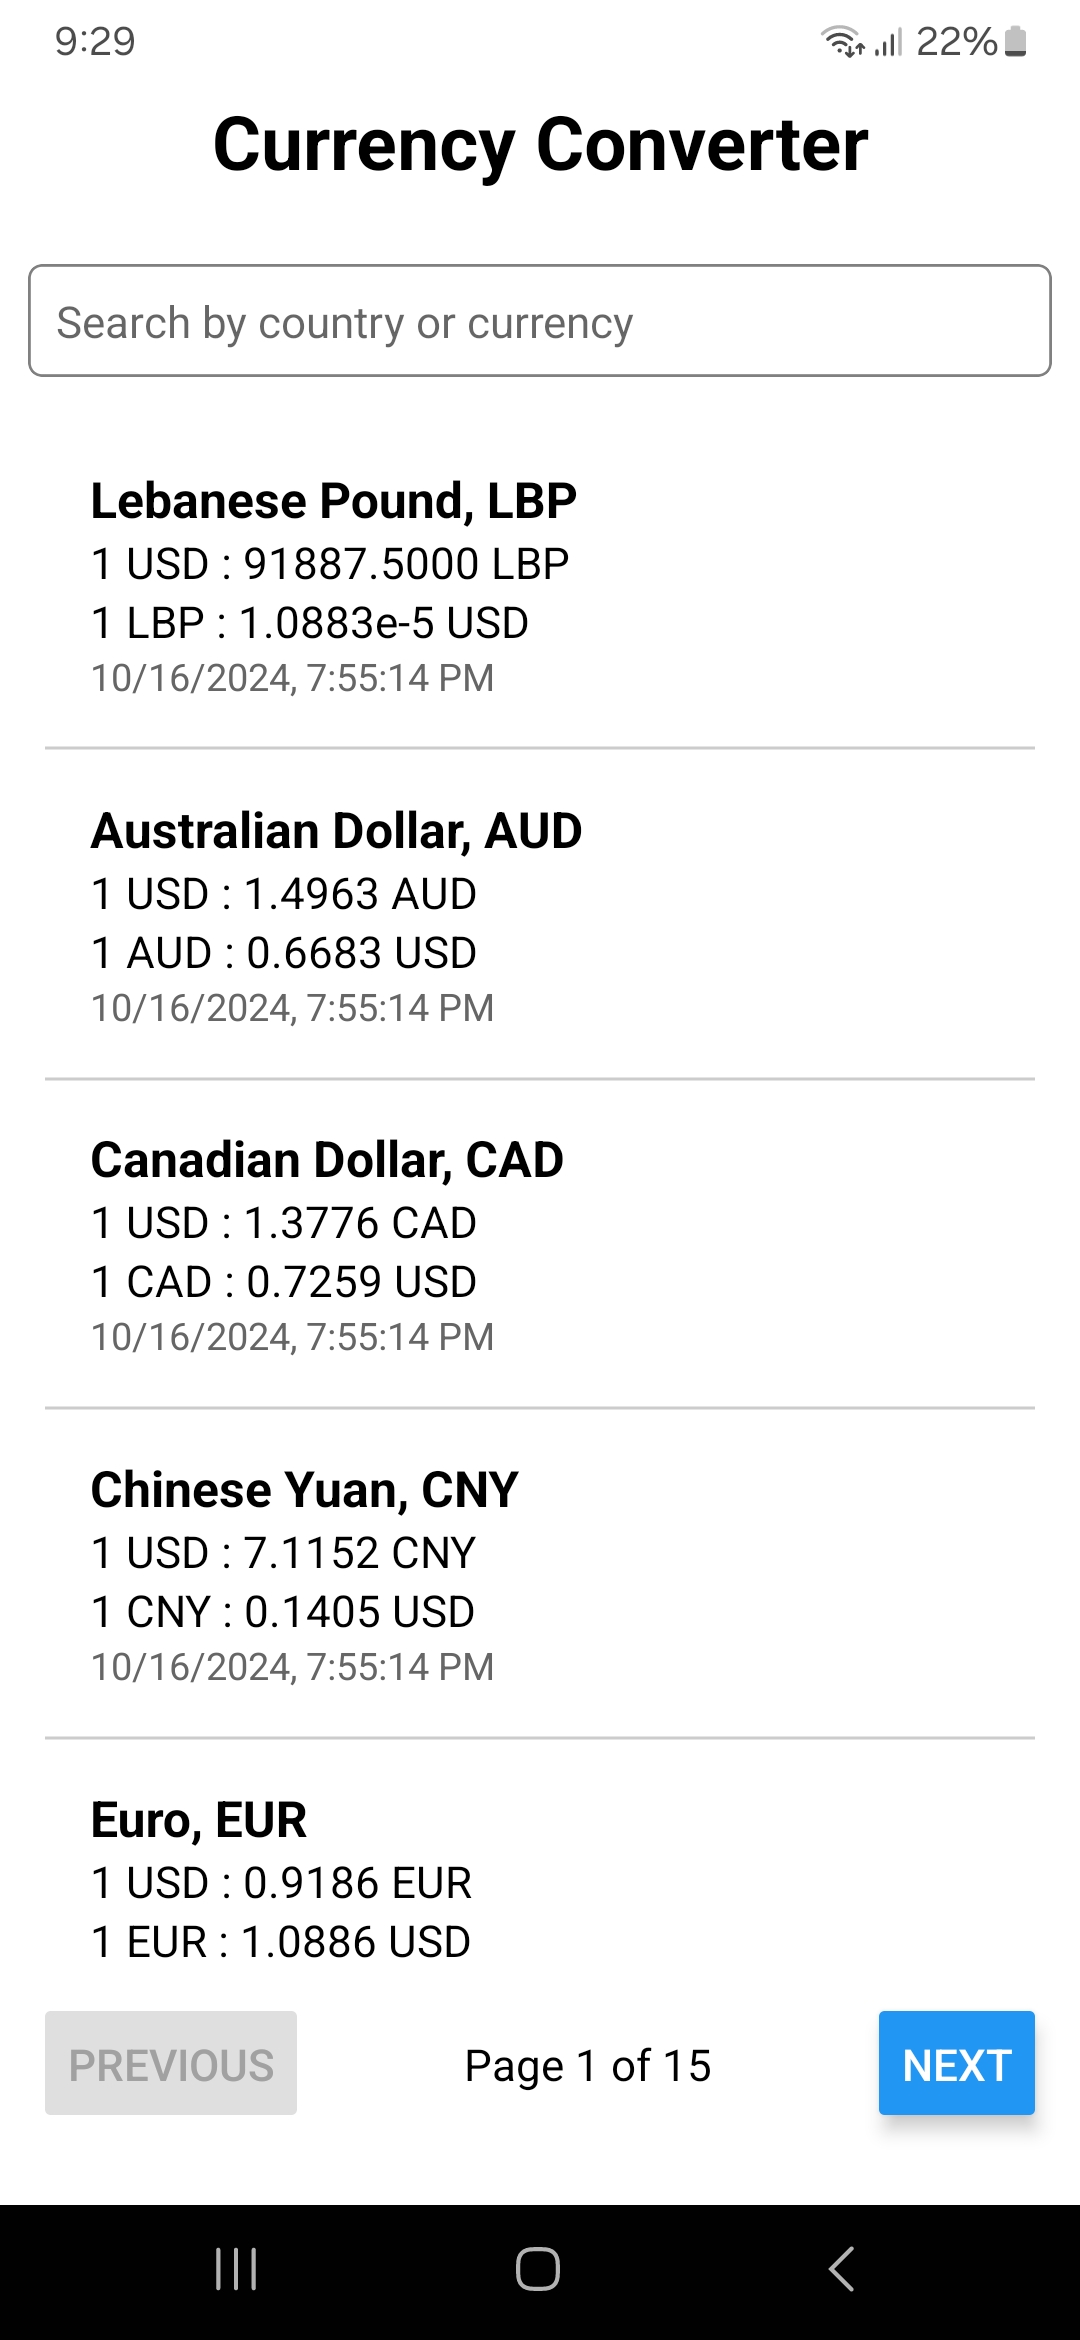 9:29
22%
Currency Converter
Search by country or currency
Lebanese Pound, LBP
1 USD : 91887.5000 LBP
1 LBP : 1.0883e-5 USD
10/16/2024, 7:55:14 PM
Australian Dollar, AUD
1 USD : 1.4963 AUD
1 AUD : 0.6683 USD
10/16/2024, 7:55:14 PM
Canadian Dollar, CAD
1 USD : 1.3776 CAD
1 CAD : 0.7259 USD
10/16/2024, 7:55:14 PM
Chinese Yuan, CNY
1 USD : 7.1152 CNY
1 CNY : 0.1405 USD
10/16/2024, 7:55:14 PM
Euro, EUR
1 USD : 0.9186 EUR
1 EUR : 1.0886 USD
PREVIOUS
Page 1 of 15
NEXT